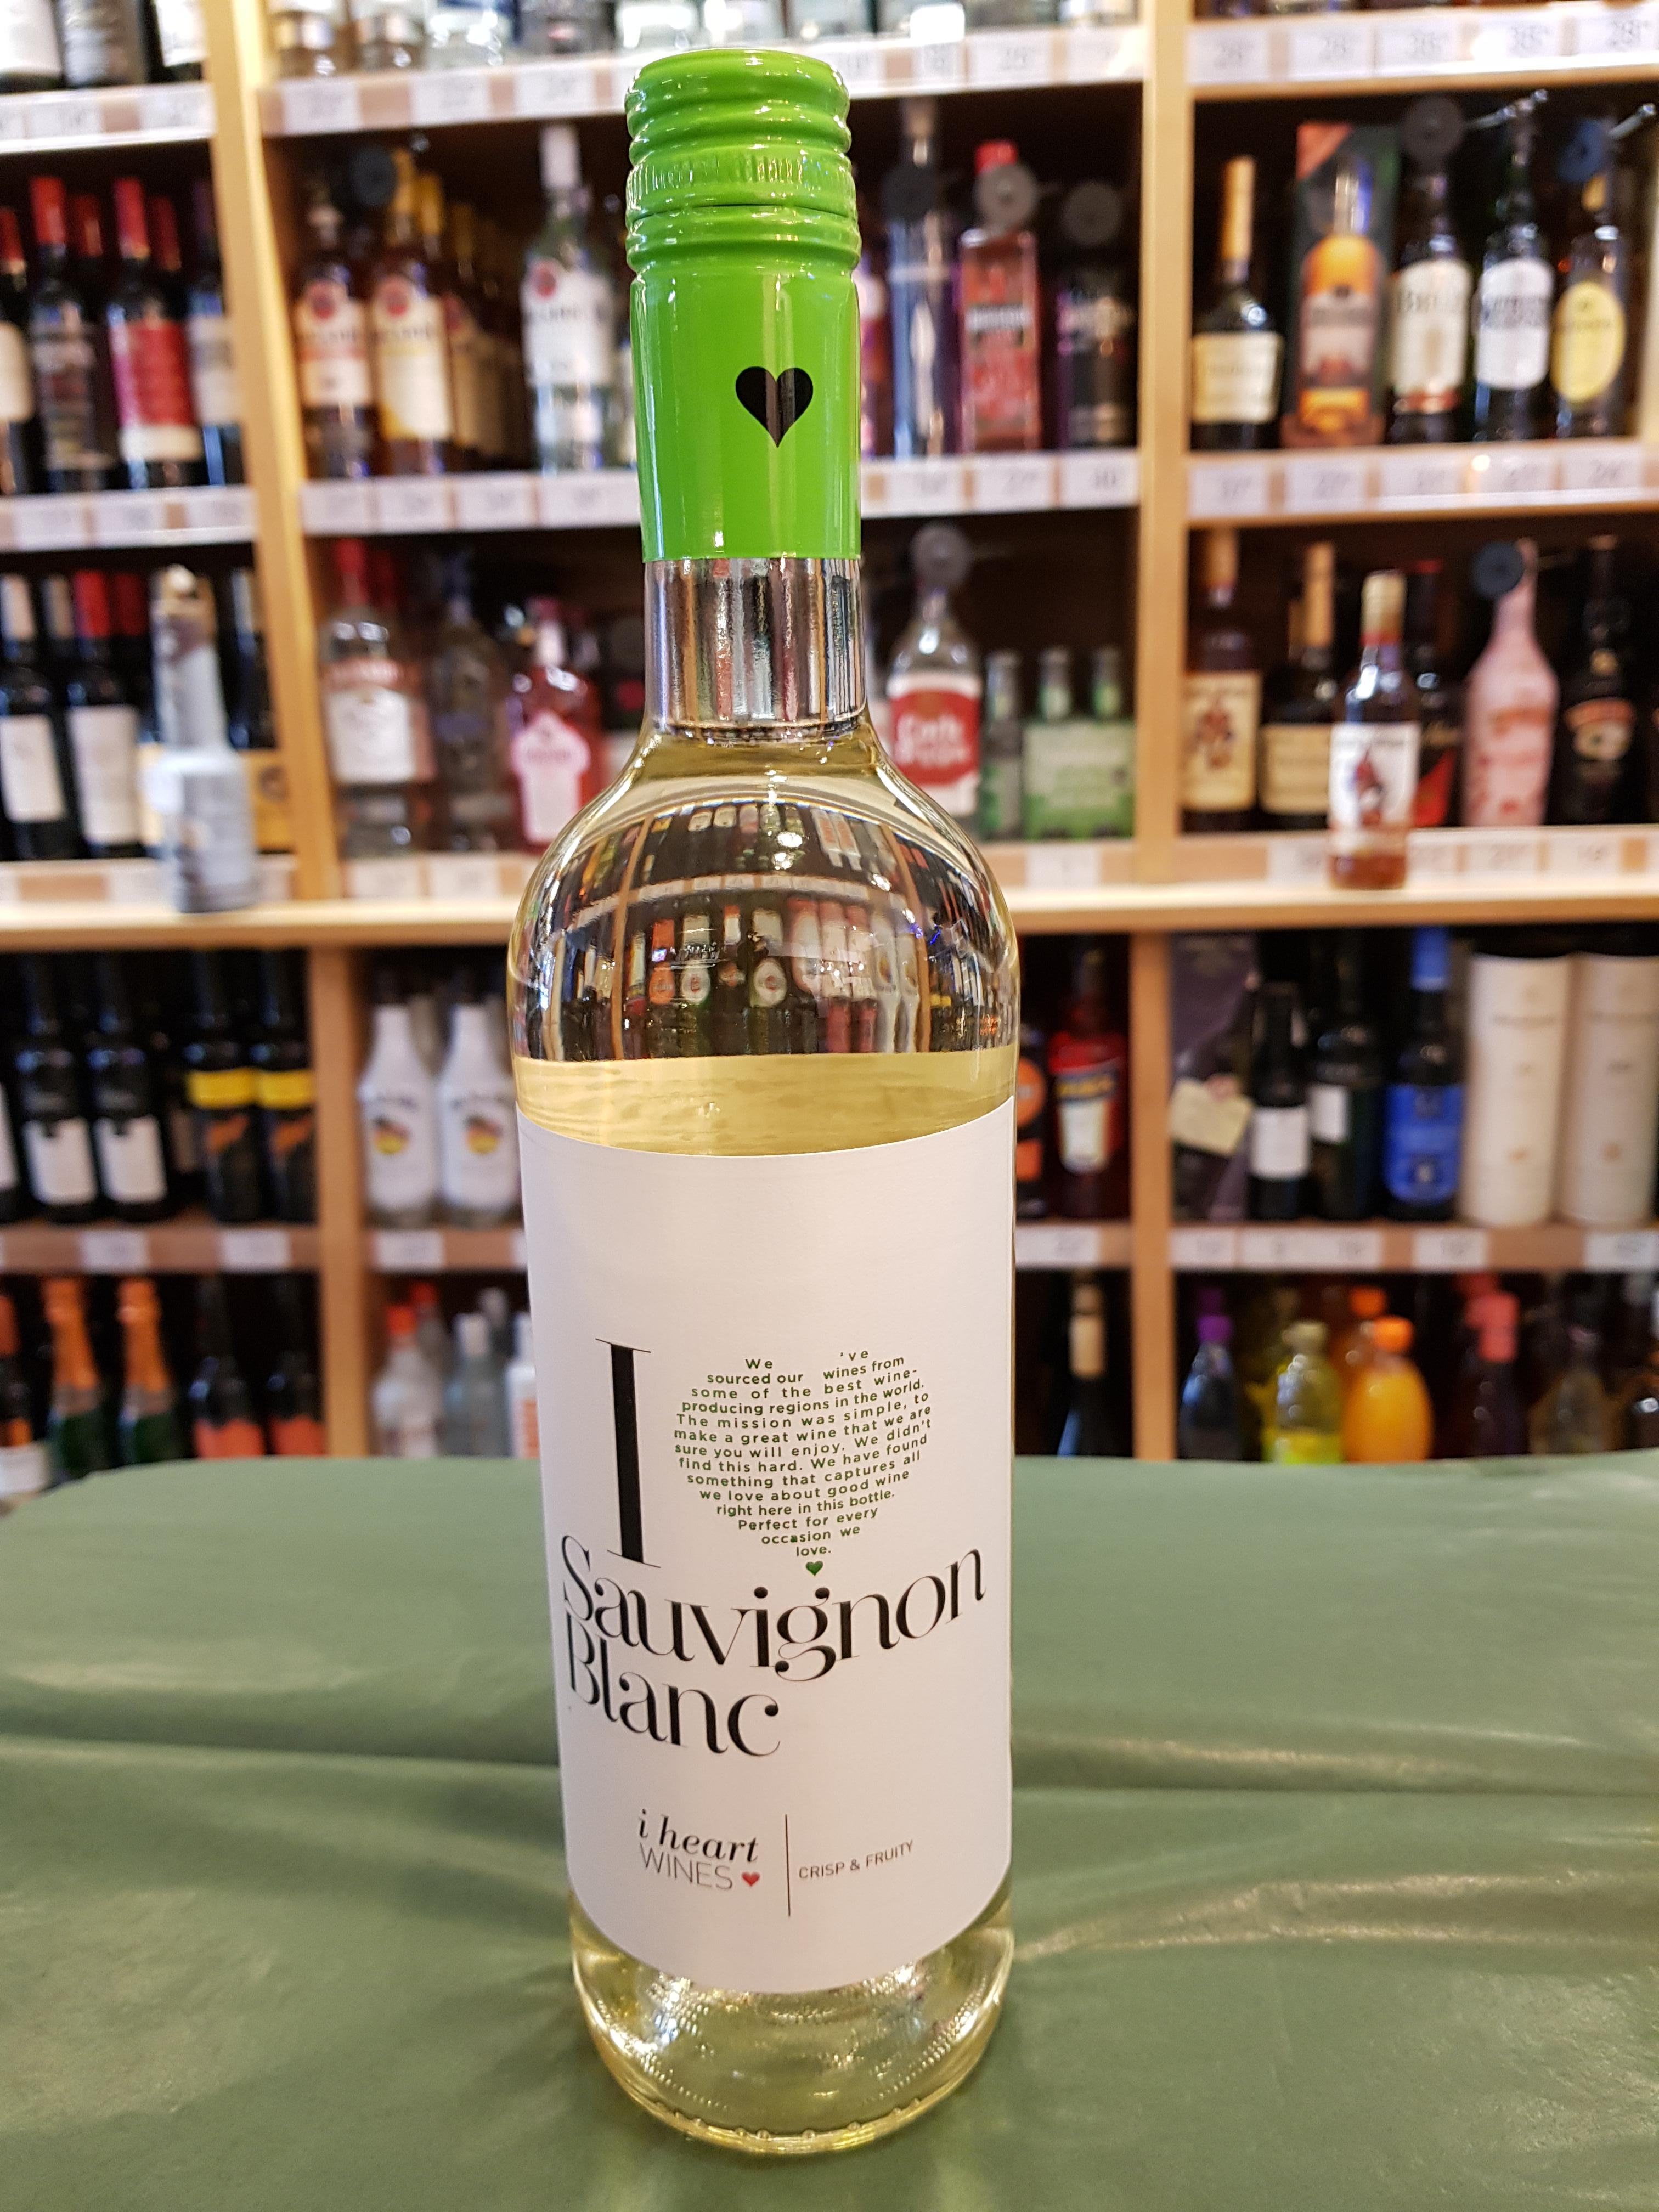 I
We 've
sourced our wines from
some of the best wine-
producing regions in the world.
The mission was simple, to
make a great wine that we are
sure you will enjoy. We didn't
find this hard. We have found
something that captures all
we love about good wine
right here in this bottle.
Perfect for every
occasion we
love.
Sauvignon
Blanc
i heart
WINES
CRISP & FRUITY